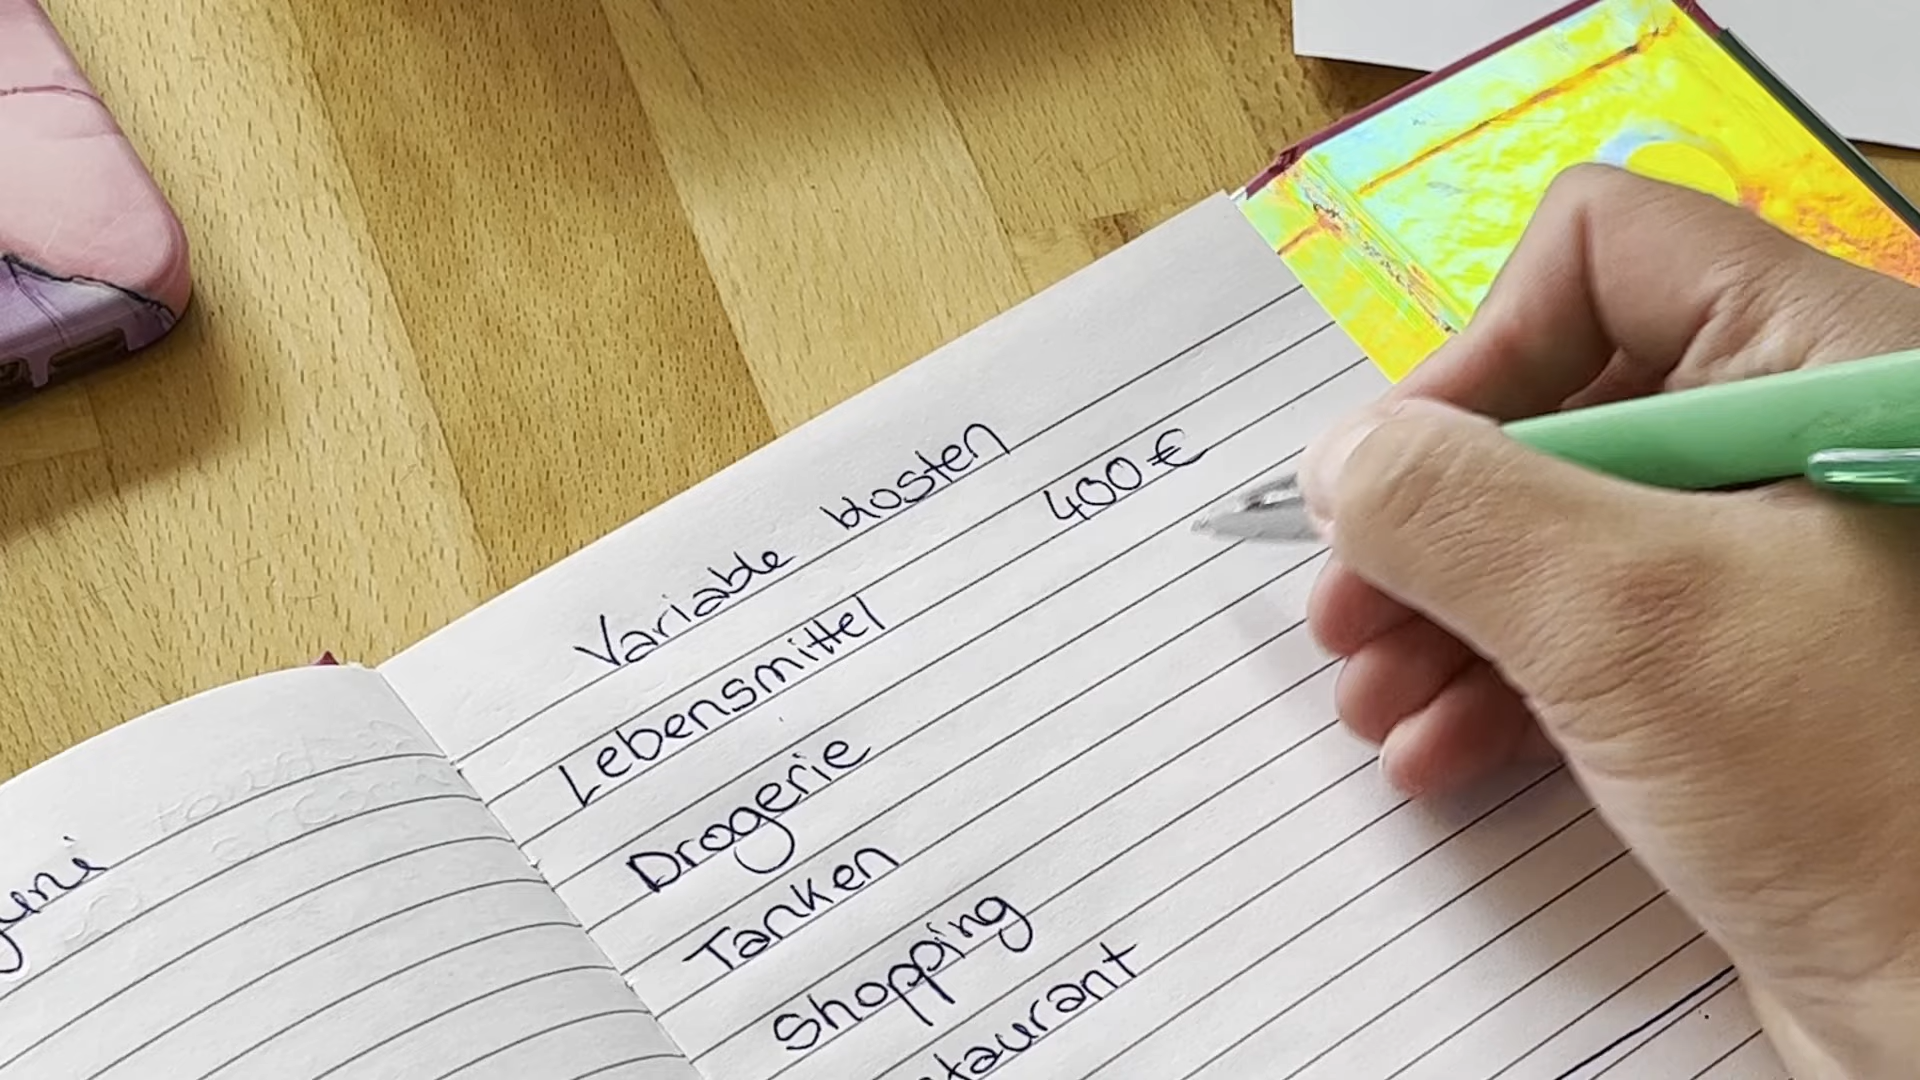 Variable Kosten
Lebensmittel 400 €
Drogerie
Tanken
Shopping